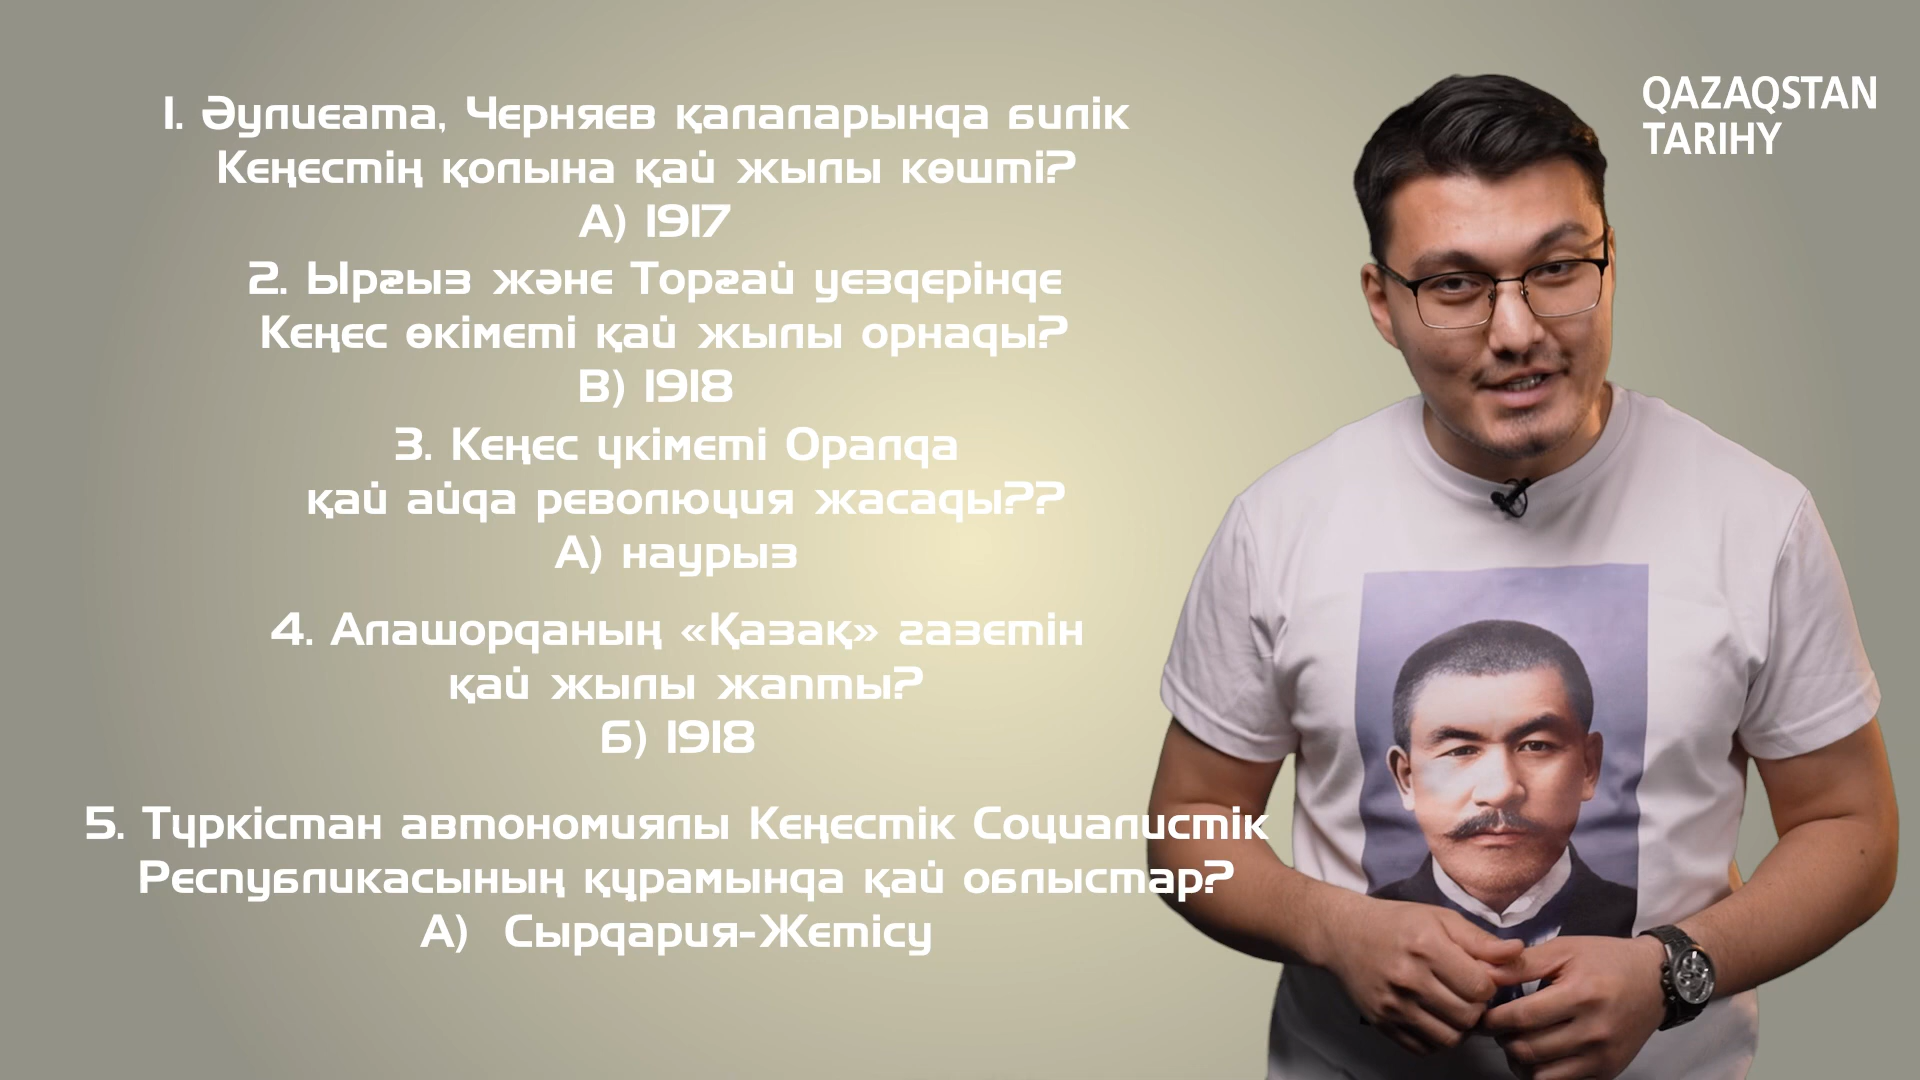 1. Әулиеата, Черняев қалаларында билік
Кеңестің қолына қай жылы көшті?
А) 1917
2. Ырғыз және Торғай уездерінде
Кеңес өкіметі қай жылы орнады?
В) 1918
3. Кеңес үкіметі Оралда
қай айда революция жасады??
А) наурыз
4. Алашорданың «Қазақ» газетін
қай жылы жапты?
Б) 1918
5. Түркістан автономиялы Кеңестік Социалистік
Республикасының құрамында қай облыстар?
А) Сырдария-Жетісу
QAZAQSTAN
TARIHY